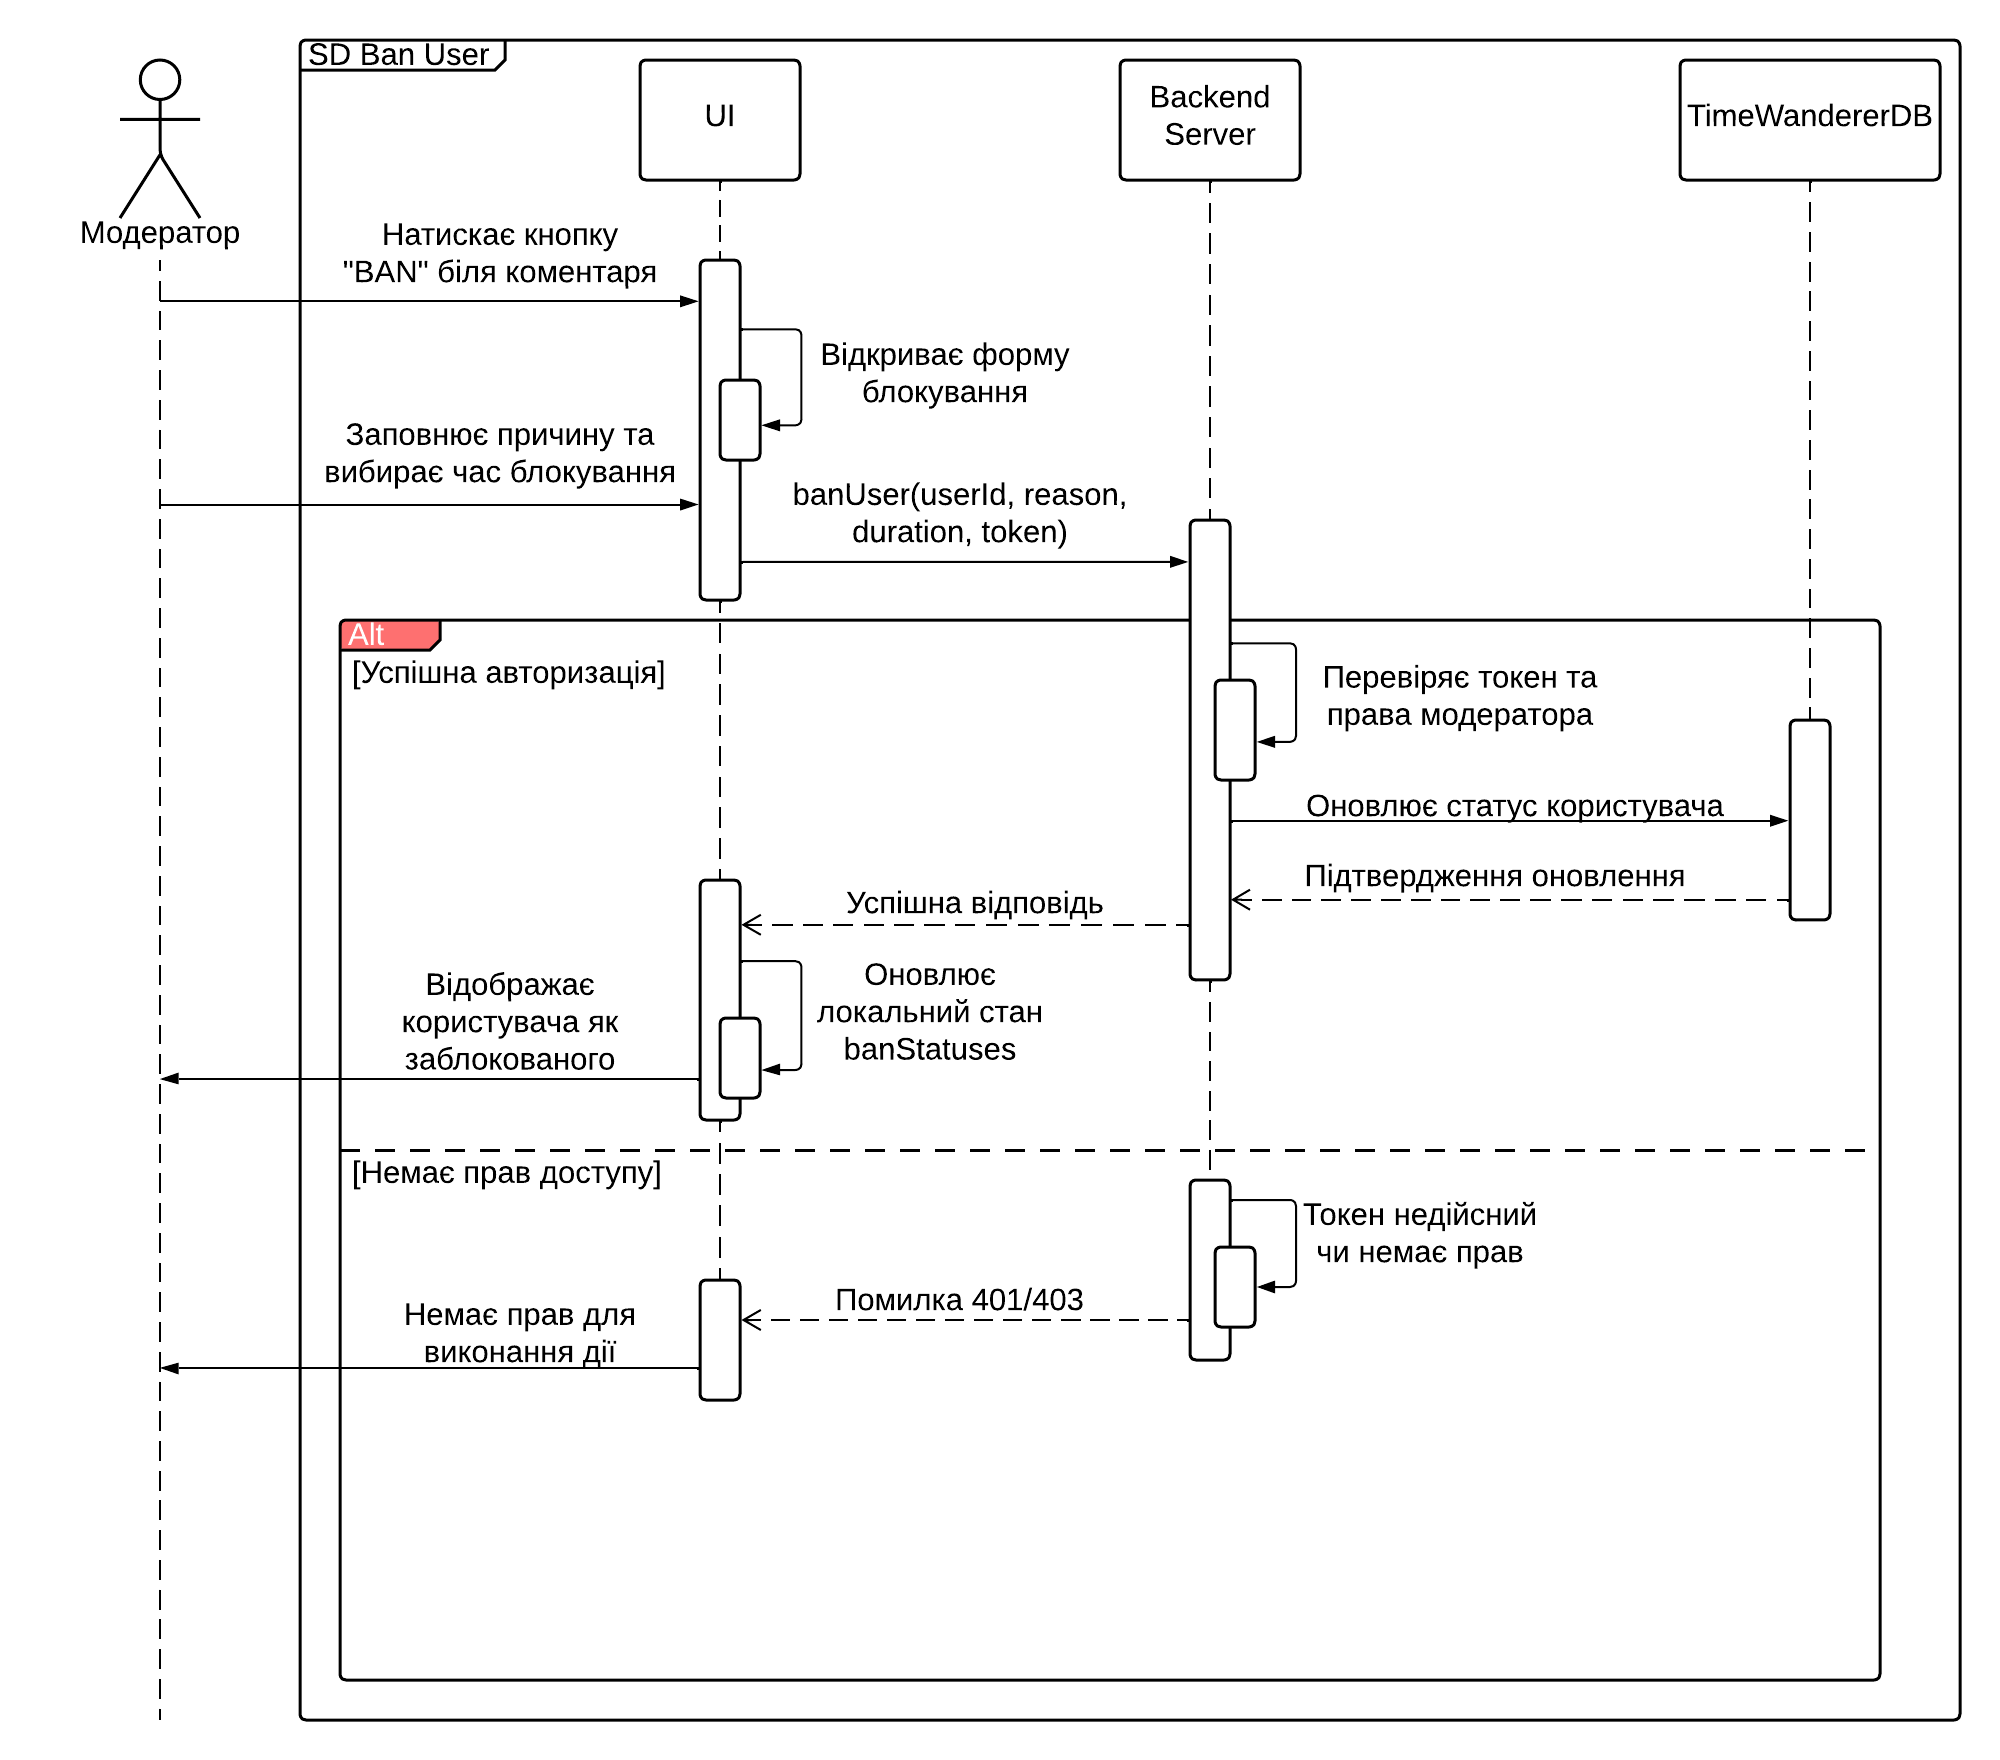 SD Ban User
UI
Backend
Server
TimeWandererDB
Модератор
Натискає кнопку
"BAN" біля коментаря
Відкриває форму
блокування
Заповнює причину та
вибирає час блокування
banUser(userId, reason,
duration, token)
Alt
[Успішна авторизація]
Перевіряє токен та
права модератора
Оновлює статус користувача
Підтвердження оновлення
Успішна відповідь
Оновлює
локальний стан
banStatuses
Відображає
користувача як
заблокованого
[Немає прав доступу]
Токен недійсний
чи немає прав
Помилка 401/403
Немає прав для
виконання дії